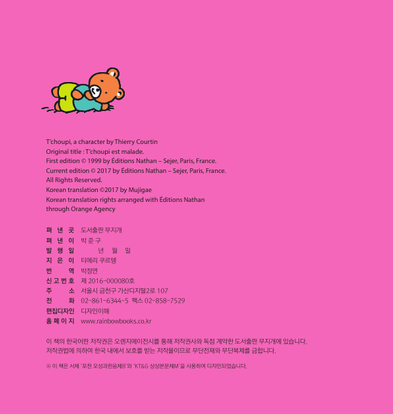 T'choupi, a character by Thierry Courtin
Original title : T'choupi est malade.
First edition © 1999 by Éditions Nathan – Sejer, Paris, France.
Current edition © 2017 by Éditions Nathan – Sejer, Paris, France.
All Rights Reserved.
Korean translation ©2017 by Mujigae
Korean translation rights arranged with Éditions Nathan
through Orange Agency
펴 낸 곳 도서출판 무지개
펴 낸 이 박 준 구
발 행 일 년 월 일
지 은 이 티에리 쿠르텡
번 역 박정연
신 고 번 호 제 2016-000080호
주 소 서울시 금천구 가산디지털2로 107
전 화 02-861-6344~5 팩스 02-858-7529
편집디자인 디자인이매
홈 페 이 지 www.rainbowbooks.co.kr
이 책의 한국어판 저작권은 오렌지에이전시를 통해 저작권사와 독점 계약한 도서출판 무지개에 있습니다.
저작권법에 의하여 한국 내에서 보호를 받는 저작물이므로 무단전재와 무단복제를 금합니다.
※ 이 책은 서체 '포천 오성과한음체B'와 'KT&G 상상본문체M'을 사용하여 디자인되었습니다.